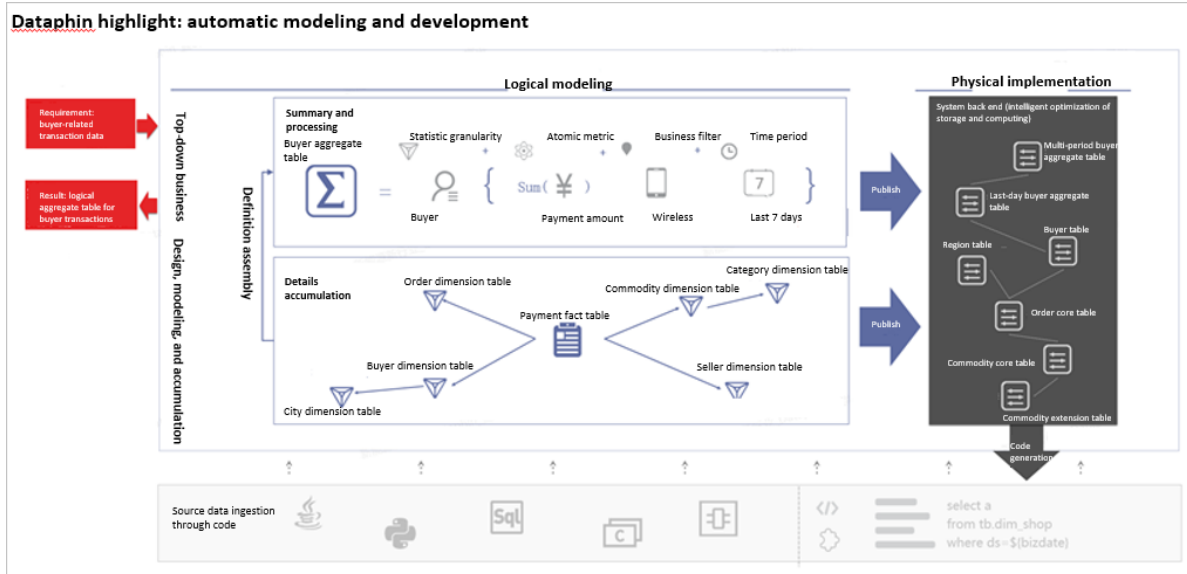 Dataphin highlight: automatic modeling and development
Logical modeling
Physical implementation
Requirement:
buyer-related
transaction data
Result: logical
aggregate table for
buyer transactions
Top-down business
Design, modeling, and accumulation
Definition assembly
Summary and
processing
Buyer aggregate
table
Statistic granularity
Atomic metric
Business filter
Time period
+
+
+
Σ
=
{
Sum( ¥ )
7
}
Buyer
Payment amount
Wireless
Last 7 days
Details
accumulation
Order dimension table
Commodity dimension table
Category dimension table
Payment fact table
Buyer dimension table
Seller dimension table
City dimension table
Publish
Publish
System back end (intelligent optimization of
storage and computing)
Multi-period buyer
aggregate table
Last-day buyer aggregate
table
Buyer table
Region table
Order core table
Commodity core table
Commodity extension table
Code
generation
Source data ingestion
through code
Sql
C
</>
select a
from tb.dim_shop
where ds=$(bizdate)